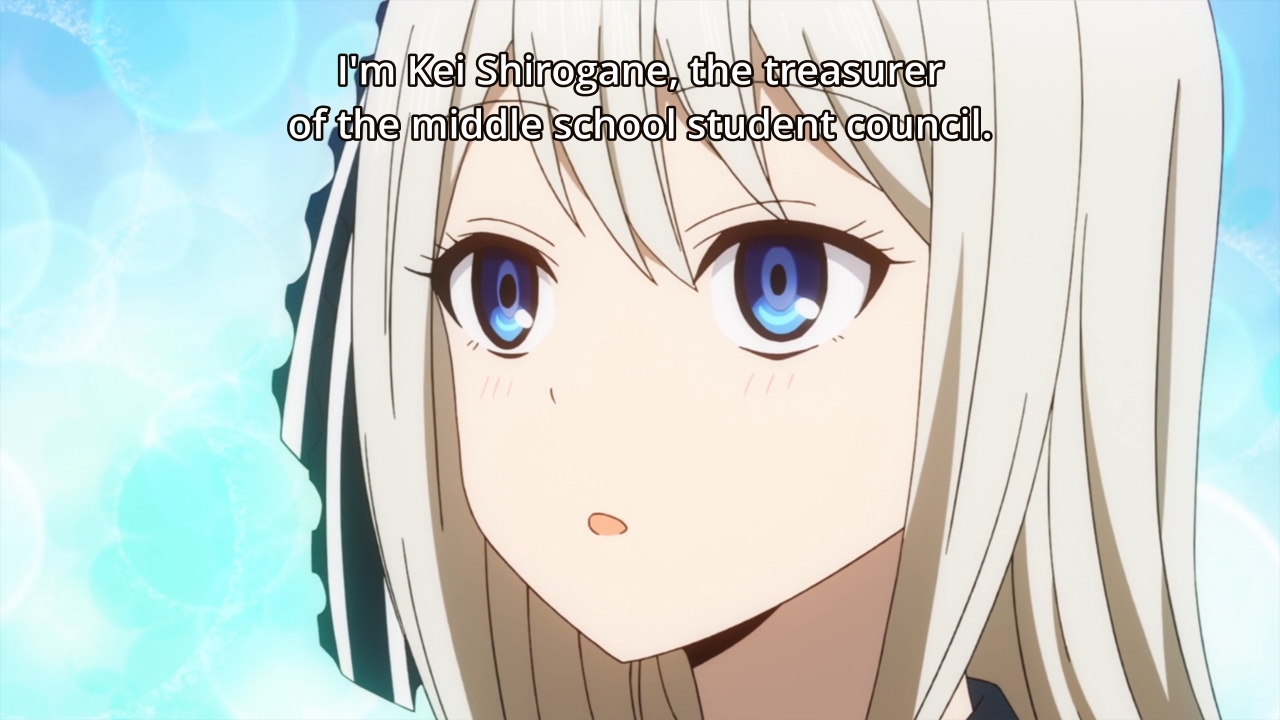 I'm Kei Shirogane, the treasurer
of the middle school student council.